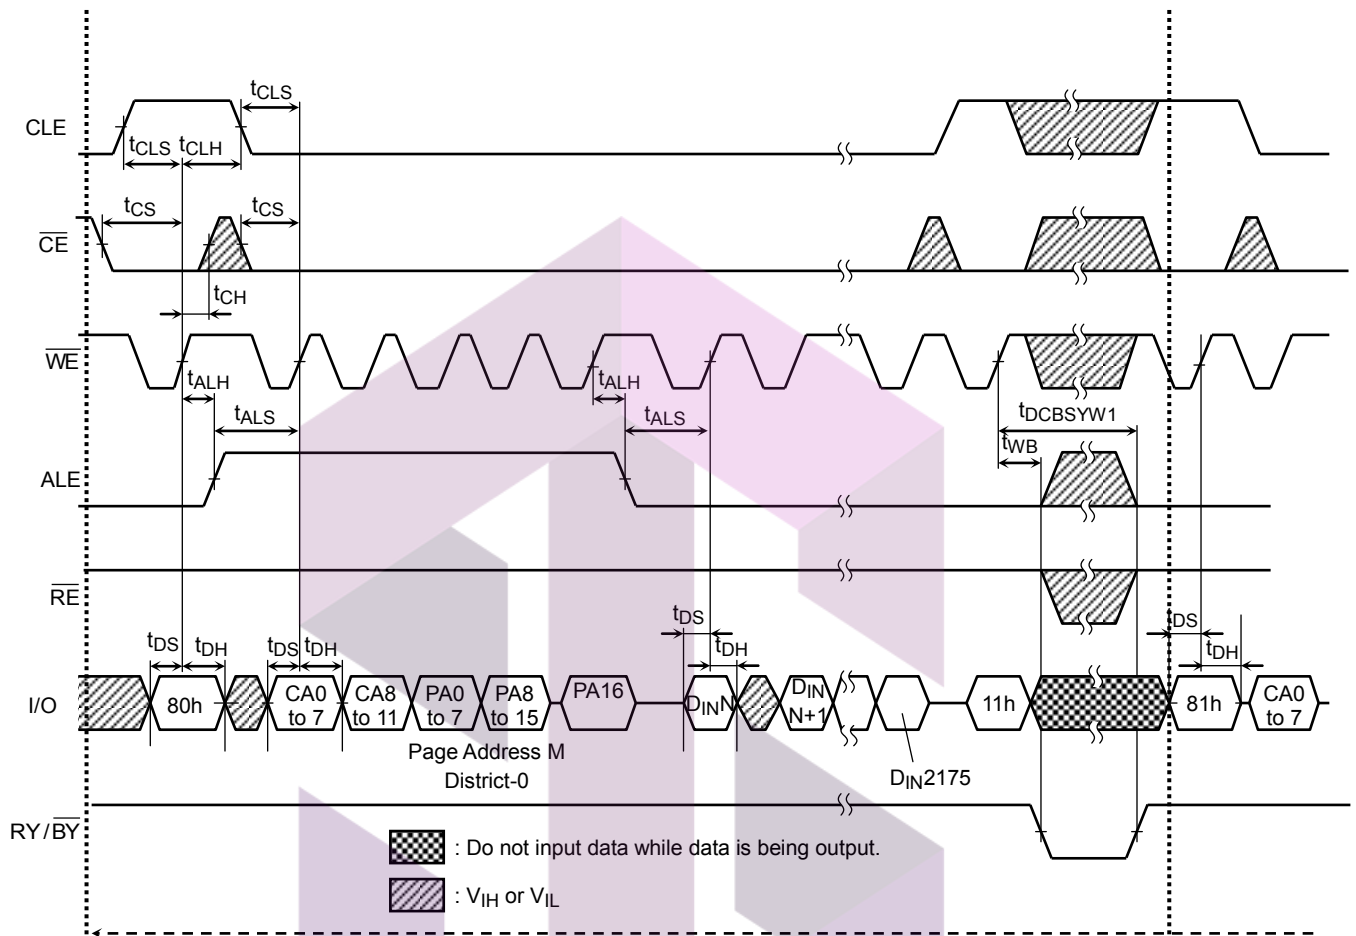 tCLS
CLE
tCLS tCLH
tCS tCS
CE
tCH
WE
tALH tALH
tALS tALS
tDCBSYW1
tWB
ALE
RE
tDS tDH tDS tDH tDS tDH DS tDH
I/O
80h
CA0 to 7
CA8 to 11
PA0 to 7
PA8 to 15
PA16
DINN
DIN N+1
11h
81h
CA0 to 7
Page Address M
District-0
DIN2175
RY/BY
: Do not input data while data is being output.
: VIH or VIL